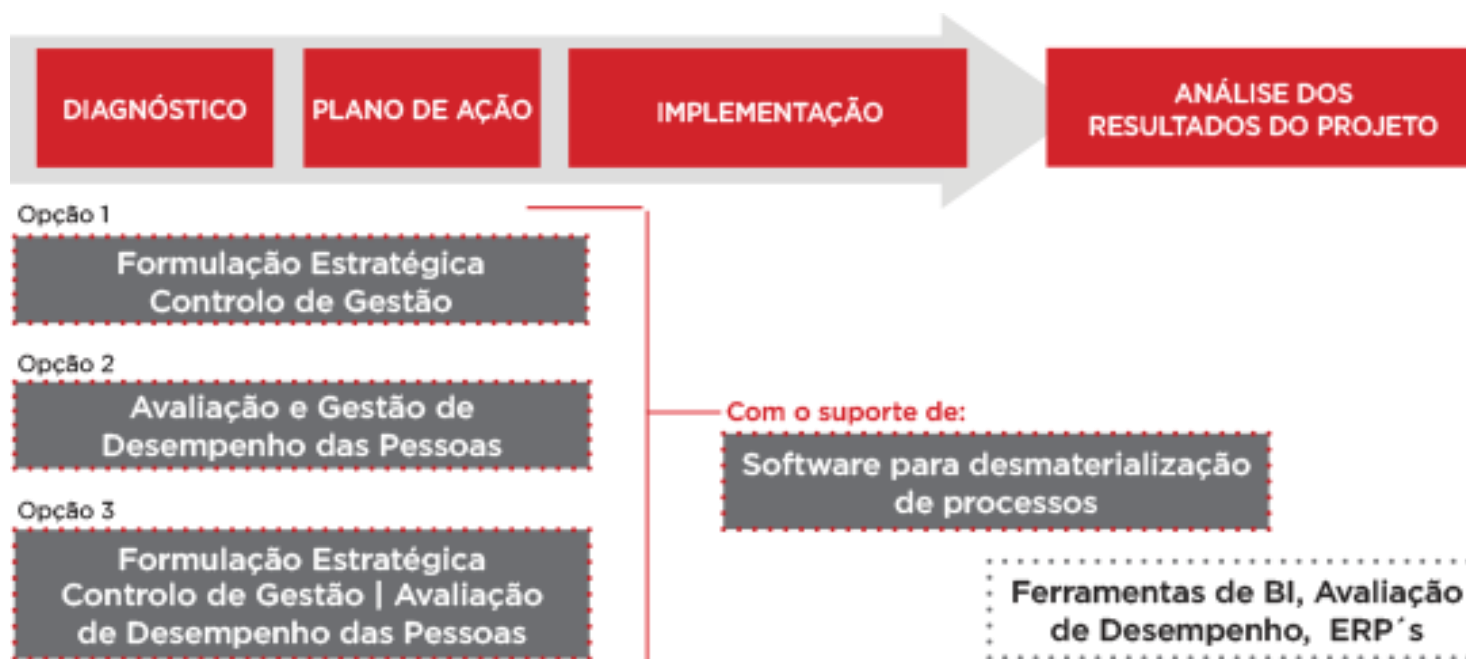 DIAGNÓSTICO
PLANO DE AÇÃO
IMPLEMENTAÇÃO
ANÁLISE DOS
RESULTADOS DO PROJETO
Opção 1
Formulação Estratégica
Controlo de Gestão
Opção 2
Avaliação e Gestão de
Desempenho das Pessoas
Opção 3
Formulação Estratégica
Controlo de Gestão | Avaliação
de Desempenho das Pessoas
Com o suporte de:
Software para desmaterialização
de processos
Ferramentas de BI, Avaliação
de Desempenho, ERP´s